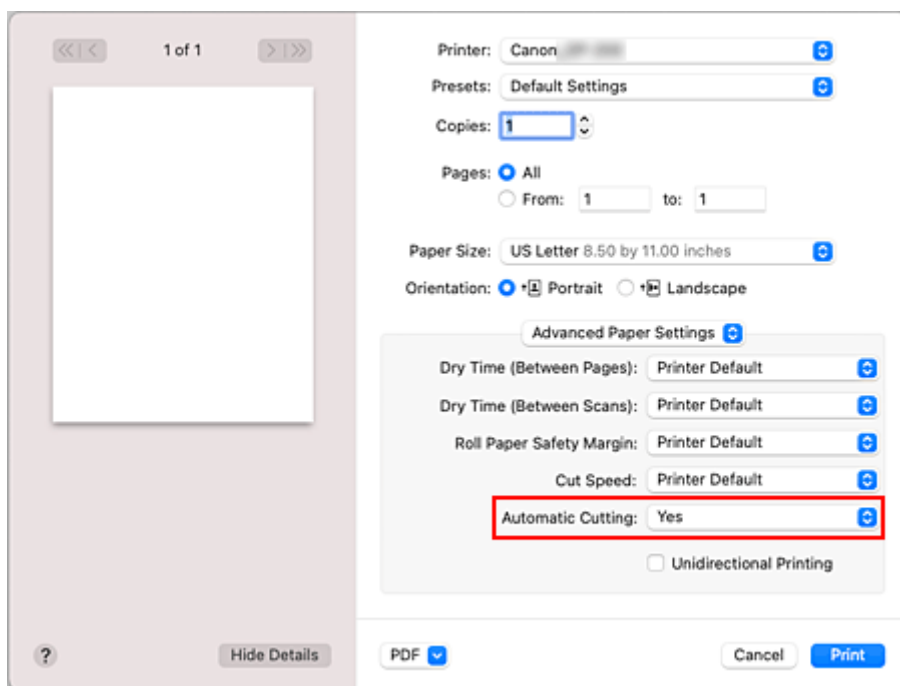 1 of 1
Printer: Canon
Presets: Default Settings
Copies: 1
Pages: All
From: 1 to: 1
Paper Size: US Letter 8.50 by 11.00 inches
Orientation: Portrait Landscape
Advanced Paper Settings
Dry Time (Between Pages): Printer Default
Dry Time (Between Scans): Printer Default
Roll Paper Safety Margin: Printer Default
Cut Speed: Printer Default
Automatic Cutting: Yes
Unidirectional Printing
? Hide Details PDF Cancel Print